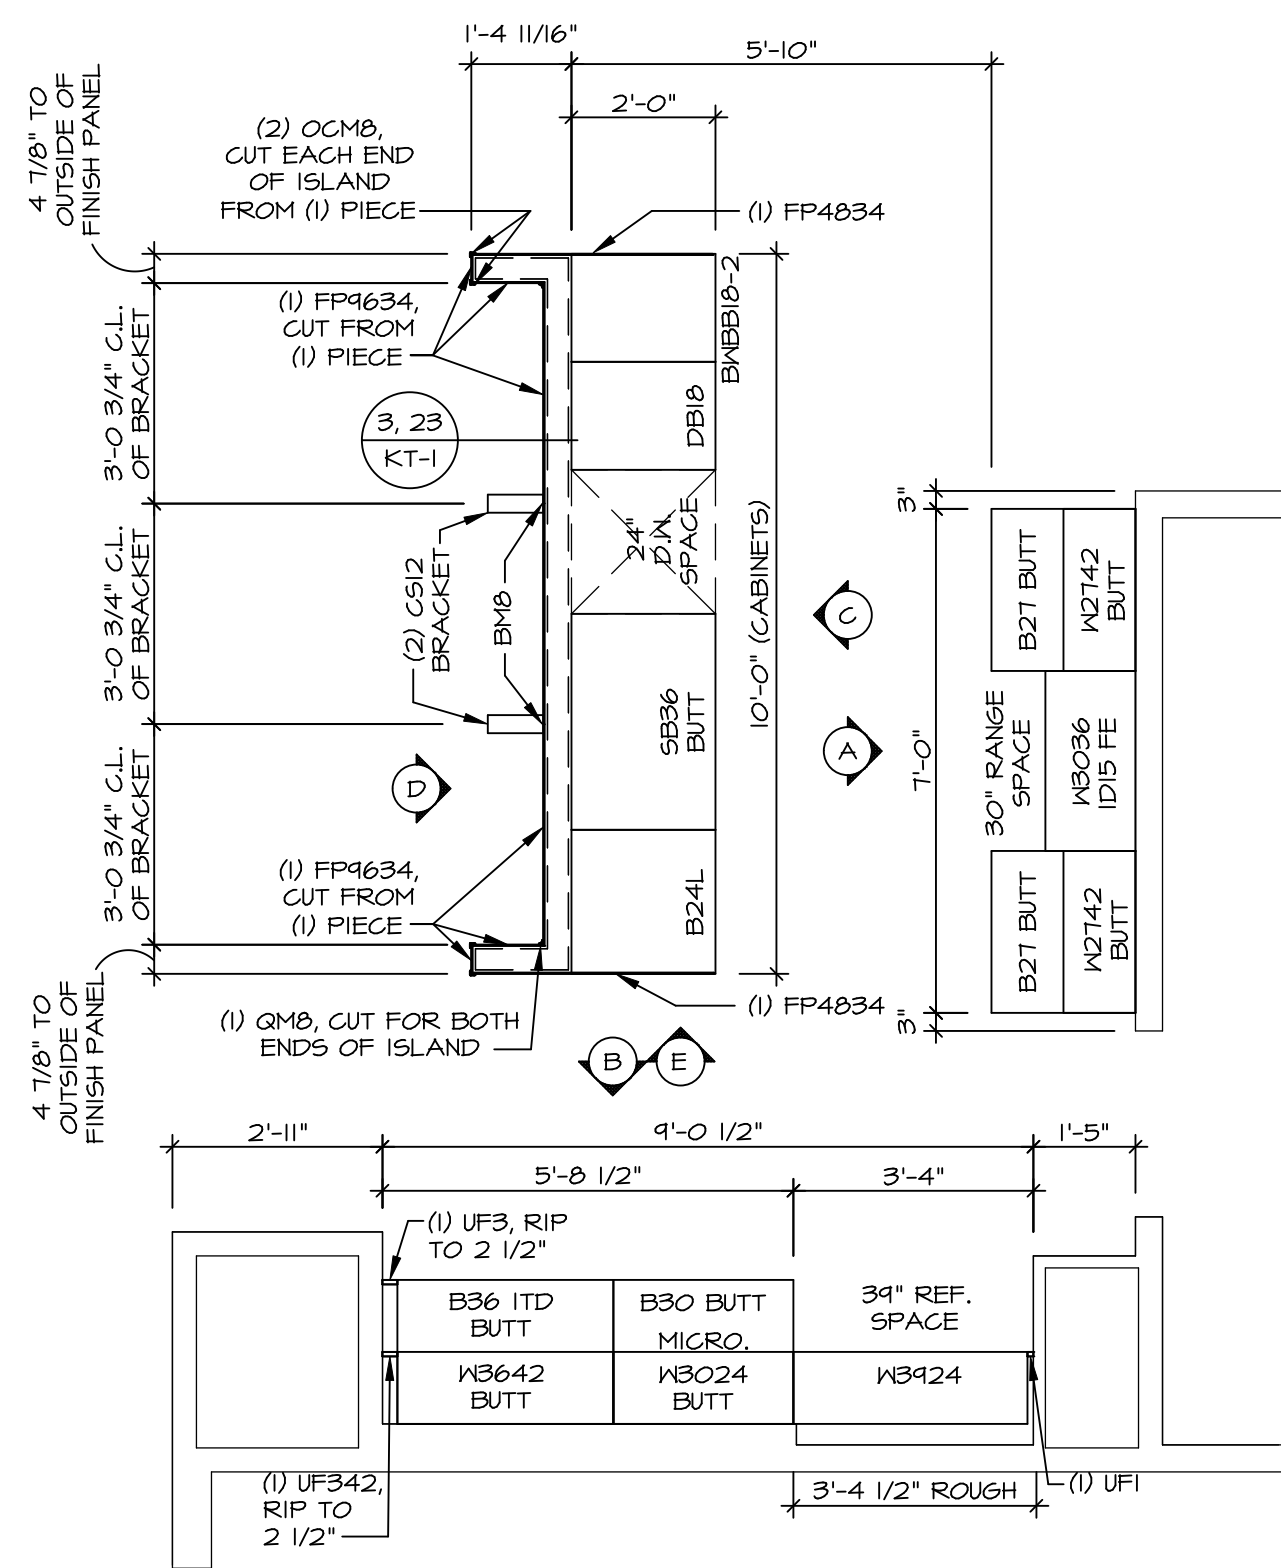 1'-4 11/16"
5'-10"
2'-0"
4 7/8" TO
OUTSIDE OF
FINISH PANEL
(2) OCM8,
CUT EACH END
OF ISLAND
FROM (1) PIECE
(1) FP4834
(1) FP9634,
CUT FROM
(1) PIECE
BWBB18-2
3'-0 3/4" C.L.
OF BRACKET
3, 23
KT-1
DB18
24"
D.W.
SPACE
10'-0" (CABINETS)
3'-0 3/4" C.L.
OF BRACKET
(2) CS12
BRACKET
BM8
SB36
BUTT
C
A
D
3"
7'-0"
3"
B27 BUTT
W2742
BUTT
30" RANGE
SPACE
W3036
1D15 FE
B27 BUTT
W2742
BUTT
3'-0 3/4" C.L.
OF BRACKET
(1) FP9634,
CUT FROM
(1) PIECE
B24L
(1) FP4834
4 7/8" TO
OUTSIDE OF
FINISH PANEL
(1) QM8, CUT FOR BOTH
ENDS OF ISLAND
B
E
2'-11"
9'-0 1/2"
1'-5"
5'-8 1/2"
3'-4"
(1) UF3, RIP
TO 2 1/2"
B36 1TD
BUTT
B30 BUTT
MICRO.
39" REF.
SPACE
W3642
BUTT
W3024
BUTT
W3924
(1) UF342,
RIP TO
2 1/2"
3'-4 1/2" ROUGH
(1) UF1